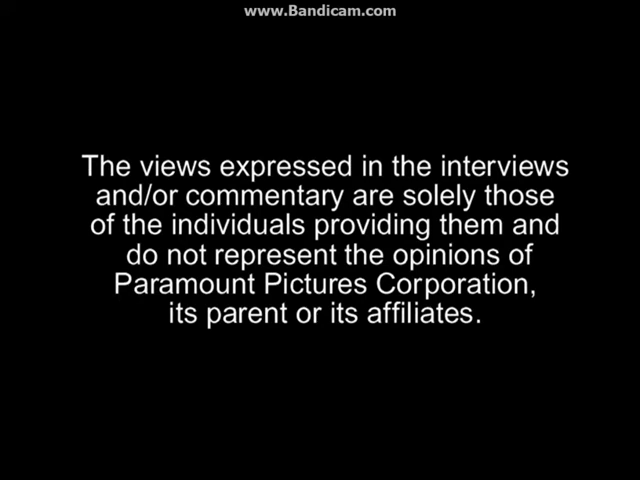 www.Bandicam.com
The views expressed in the interviews
and/or commentary are solely those
of the individuals providing them and
do not represent the opinions of
Paramount Pictures Corporation,
its parent or its affiliates.